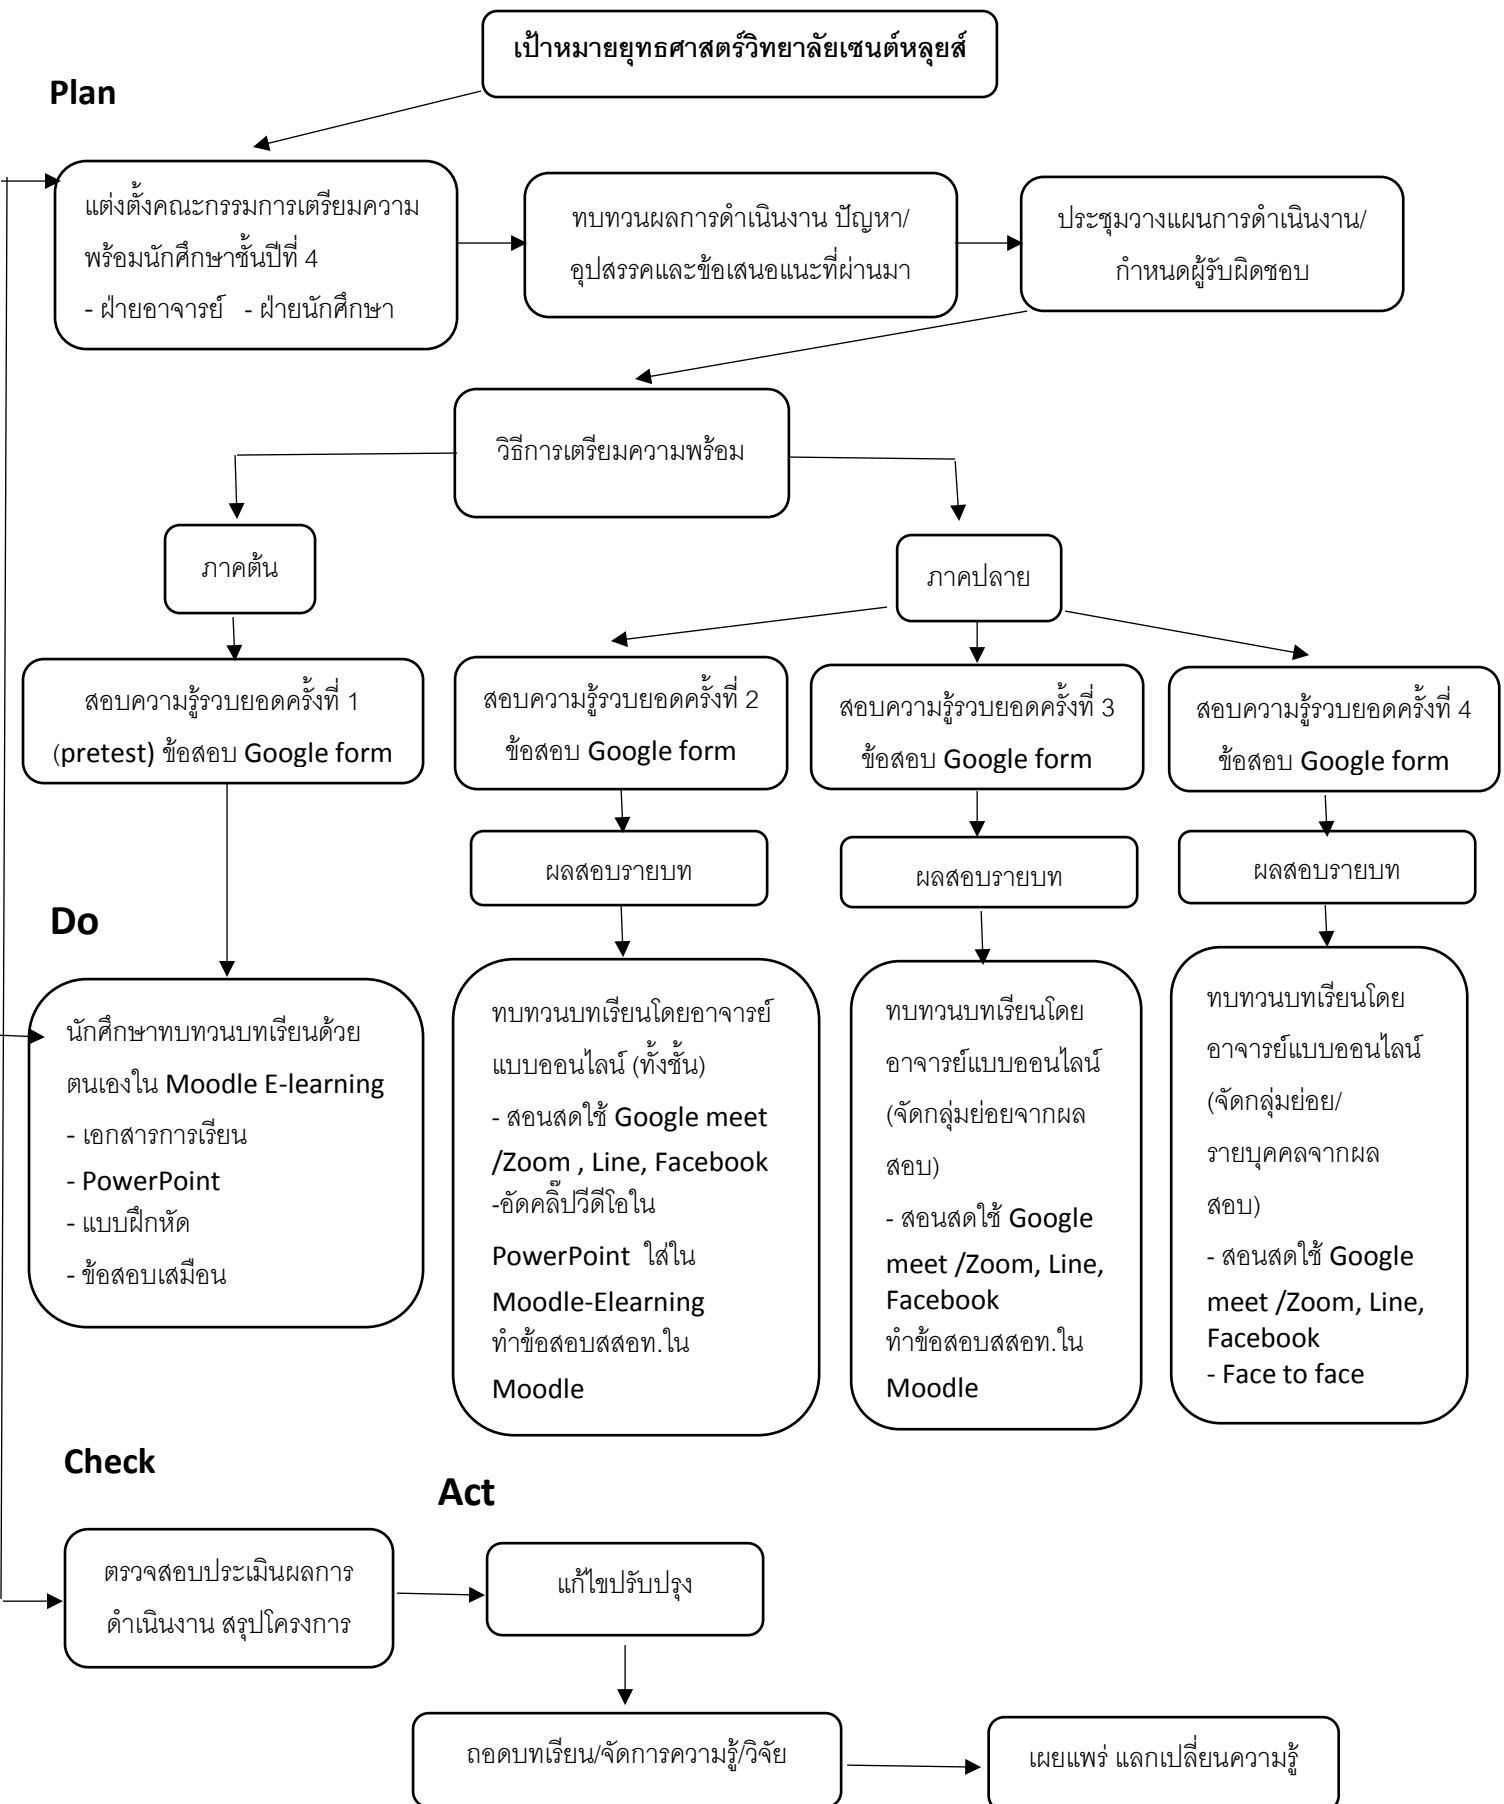 เป้าหมายยุทธศาสตร์วิทยาลัยเซนต์หลุยส์
Plan
แต่งตั้งคณะกรรมการเตรียมความ
พร้อมนักศึกษาชั้นปีที่ 4
- ฝ่ายอาจารย์ - ฝ่ายนักศึกษา
ทบทวนผลการดำเนินงาน ปัญหา/
อุปสรรคและข้อเสนอแนะที่ผ่านมา
ประชุมวางแผนการดำเนินงาน/
กำหนดผู้รับผิดชอบ
วิธีการเตรียมความพร้อม
ภาคต้น
ภาคปลาย
สอบความรู้รวบยอดครั้งที่ 1
(pretest) ข้อสอบ Google form
สอบความรู้รวบยอดครั้งที่ 2
ข้อสอบ Google form
สอบความรู้รวบยอดครั้งที่ 3
ข้อสอบ Google form
สอบความรู้รวบยอดครั้งที่ 4
ข้อสอบ Google form
ผลสอบรายบท
ผลสอบรายบท
ผลสอบรายบท
Do
นักศึกษาทบทวนบทเรียนด้วย
ตนเองใน Moodle E-learning
- เอกสารการเรียน
- PowerPoint
- แบบฝึกหัด
- ข้อสอบเสมือน
ทบทวนบทเรียนโดยอาจารย์
แบบออนไลน์ (ทั้งชั้น)
- สอนสดใช้ Google meet
/Zoom , Line, Facebook
-อัดคลิ๊ปวีดีโอใน
PowerPoint ใส่ใน
Moodle-Elearning
ทำข้อสอบสสอท.ใน
Moodle
ทบทวนบทเรียนโดย
อาจารย์แบบออนไลน์
(จัดกลุ่มย่อยจากผล
สอบ)
- สอนสดใช้ Google
meet /Zoom, Line,
Facebook
ทำข้อสอบสสอท.ใน
Moodle
ทบทวนบทเรียนโดย
อาจารย์แบบออนไลน์
(จัดกลุ่มย่อย/
รายบุคคลจากผล
สอบ)
- สอนสดใช้ Google
meet /Zoom, Line,
Facebook
- Face to face
Check
Act
ตรวจสอบประเมินผลการ
ดำเนินงาน สรุปโครงการ
แก้ไขปรับปรุง
ถอดบทเรียน/จัดการความรู้/วิจัย
เผยแพร่ แลกเปลี่ยนความรู้